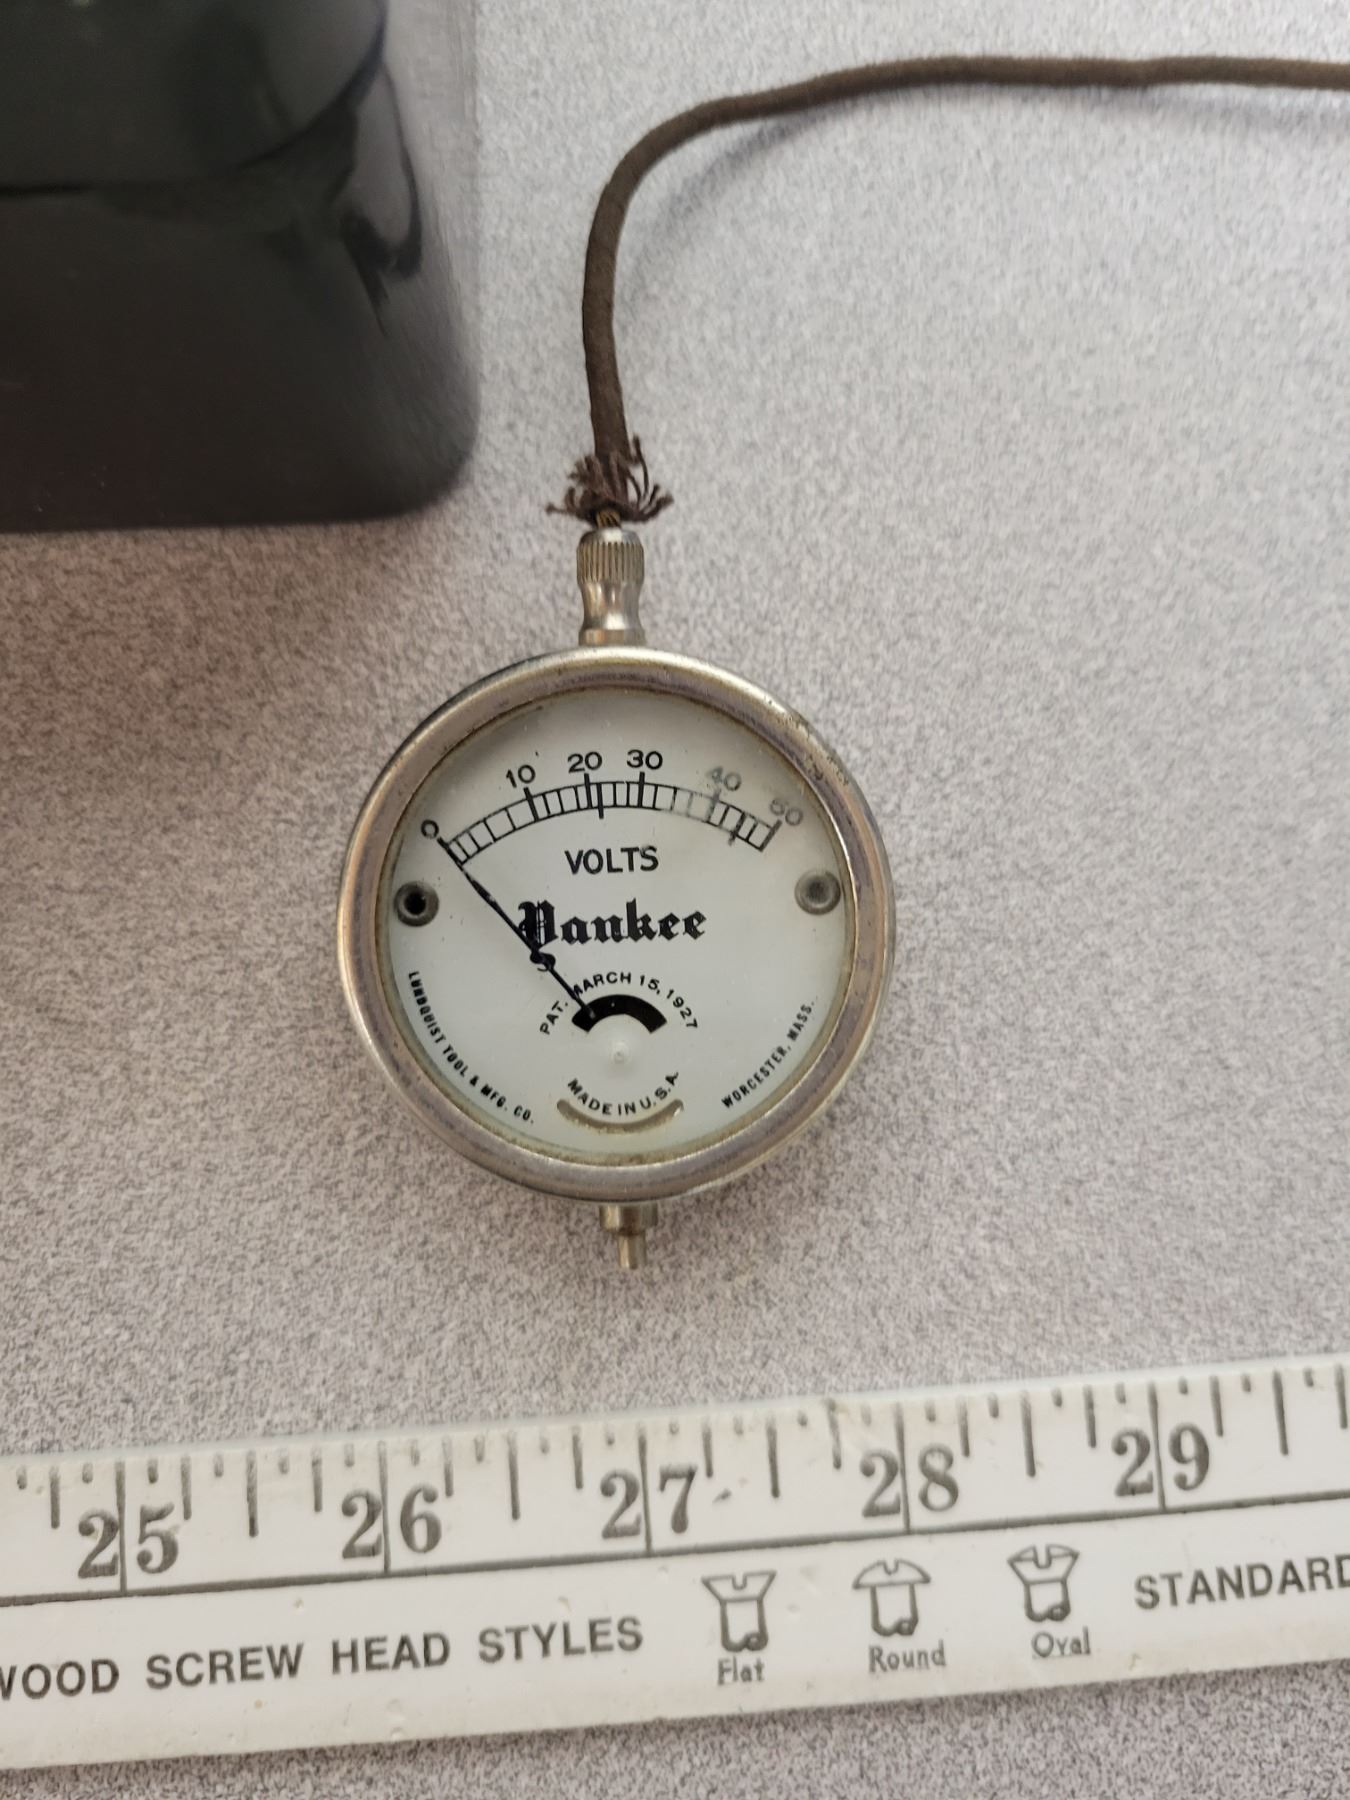 0 10 20 30 40 50
VOLTS
Yankee
PAT. MARCH 15, 1927
LUNDQUIST TOOL & MFG. CO.
WORCESTER, MASS.
MADE IN U.S.A.
25 26 27 28 29
WOOD SCREW HEAD STYLES
Flat
Round
Oval
STANDARD